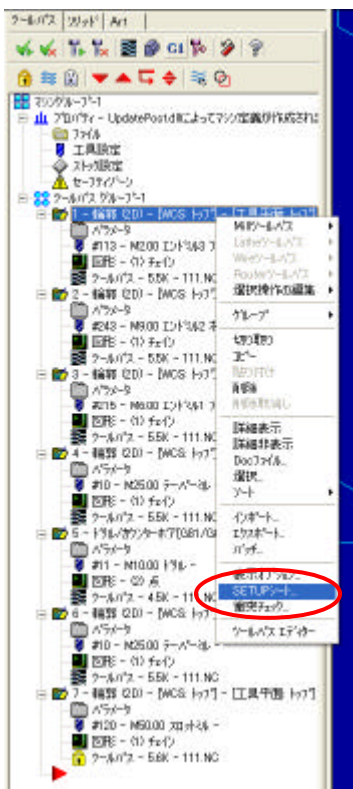 ツールパス ソリッド Art
G1
マシングループ-1
プロパティ - UpdatePost.dllによってマシン定義が作成されま
ファイル
工具設定
ストック設定
セーフティゾーン
ツールパス グループ-1
1 - 輪郭 (2D) - [WCS: トップ] - [工具平面: トップ]
パラメータ
#113 - M2.00 エンドミル3 フ
図形 - (1) チェイン
ツールパス - 5.5K - 111.NC
2 - 輪郭 (2D) - [WCS: トップ]
パラメータ
#243 - M9.00 エンドミル2 ホ
図形 - (1) チェイン
ツールパス - 5.5K - 111.NC
3 - 輪郭 (2D) - [WCS: トップ]
パラメータ
#215 - M6.00 エンドミル1 フ
図形 - (1) チェイン
ツールパス - 5.5K - 111.NC
4 - 輪郭 (2D) - [WCS: トップ]
パラメータ
#10 - M25.00 テーパーミル
図形 - (1) チェイン
ツールパス - 5.5K - 111.NC
5 - ドリル/カウンターボア[G81/G8
パラメータ
#11 - M10.00 ドリル -
図形 - (2) 点
ツールパス - 4.5K - 111.NC
6 - 輪郭 (2D) - [WCS: トップ]
パラメータ
#10 - M25.00 テーパーミル -
図形 - (1) チェイン
ツールパス - 5.5K - 111.NC
7 - 輪郭 (2D) - [WCS: トップ] - [工具平面: トップ]
パラメータ
#120 - M50.00 スロットミル -
図形 - (1) チェイン
ツールパス - 5.6K - 111.NC
Millツールパス
Latheツールパス
Wireツールパス
Routerツールパス
選択操作の編集
グループ
切り取り
コピー
貼り付け
削除
削除取消し
詳細表示
詳細非表示
Docファイル...
選択...
ソート
インポート...
エクスポート...
バッチ...
表示オプション...
SETUPシート...
衝突チェック...
ツールパス エディター